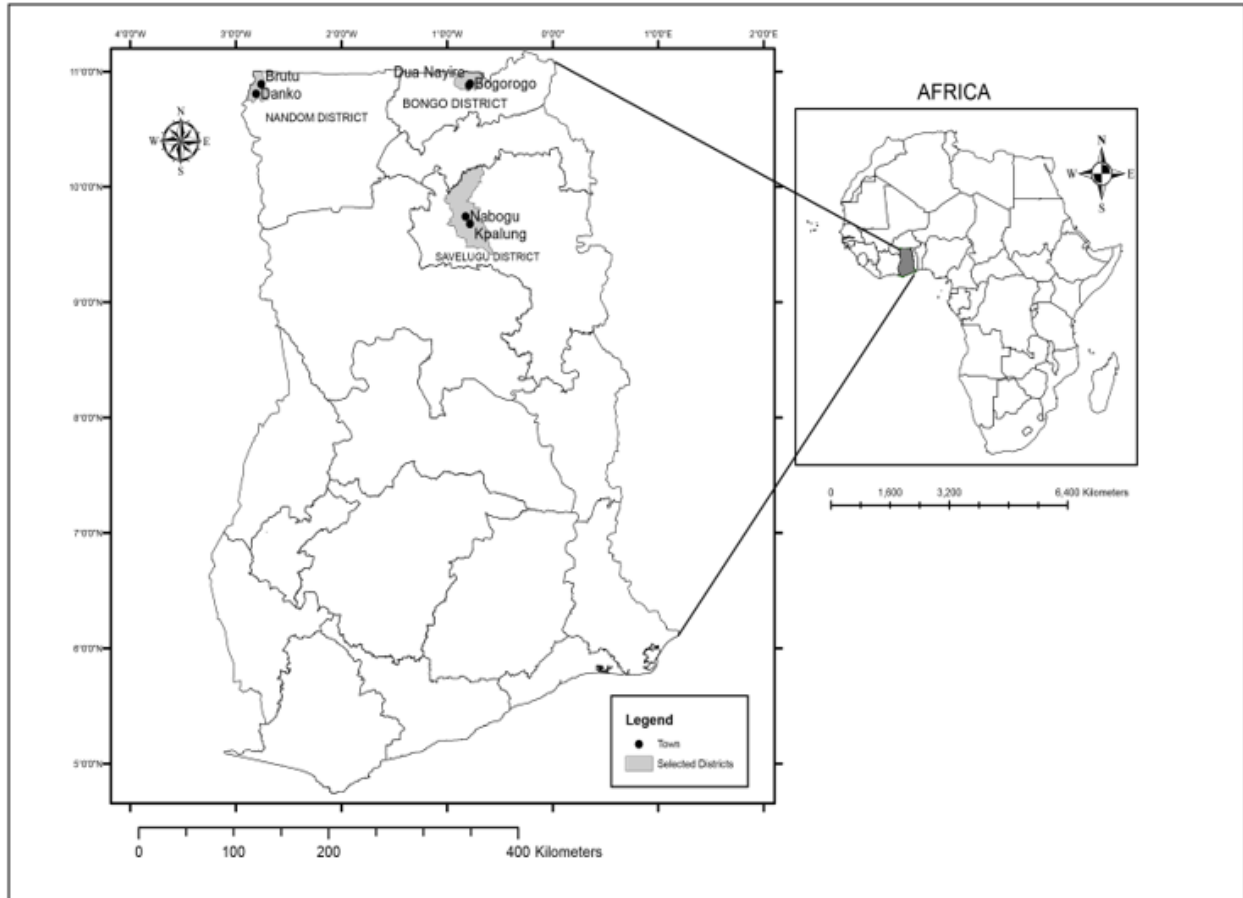 4°0'0"W 3°0'0"W 2°0'0"W 1°0'0"W 0°0'0" 1°0'0"E 2°0'0"E
11°0'0"N 11°0'0"N
Brutu
Danko
NANDOM DISTRICT
Dua Nayire
Bogorogo
BONGO DISTRICT
N
W E
S
10°0'0"N
Nabogu
Kpalung
SAVELUGU DISTRICT
9°0'0"N
8°0'0"N
7°0'0"N
6°0'0"N
5°0'0"N
Legend
Town
Selected Districts
0 100 200 400 Kilometers
AFRICA
N
W E
S
0 1,600 3,200 6,400 Kilometers